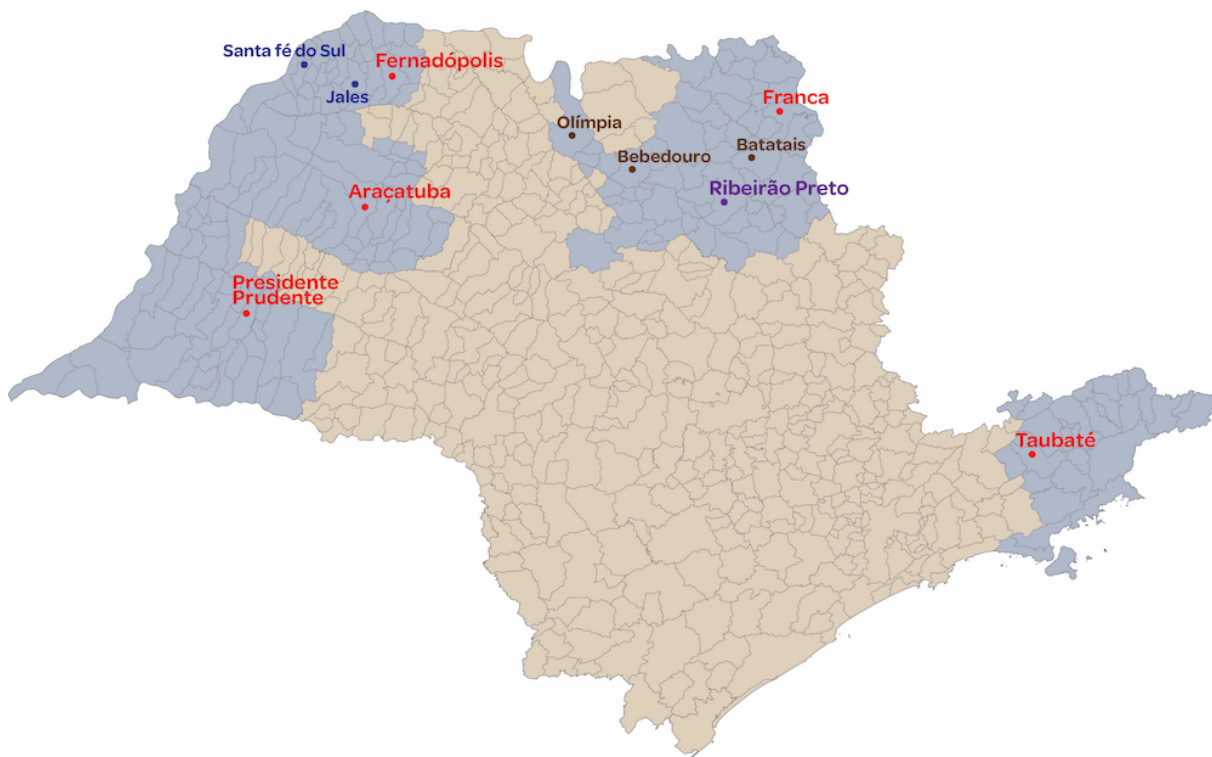 Santa fé do Sul
Fernadópolis
Jales
Franca
Olímpia
Batatais
Bebedouro
Araçatuba
Ribeirão Preto
Presidente
Prudente
Taubaté